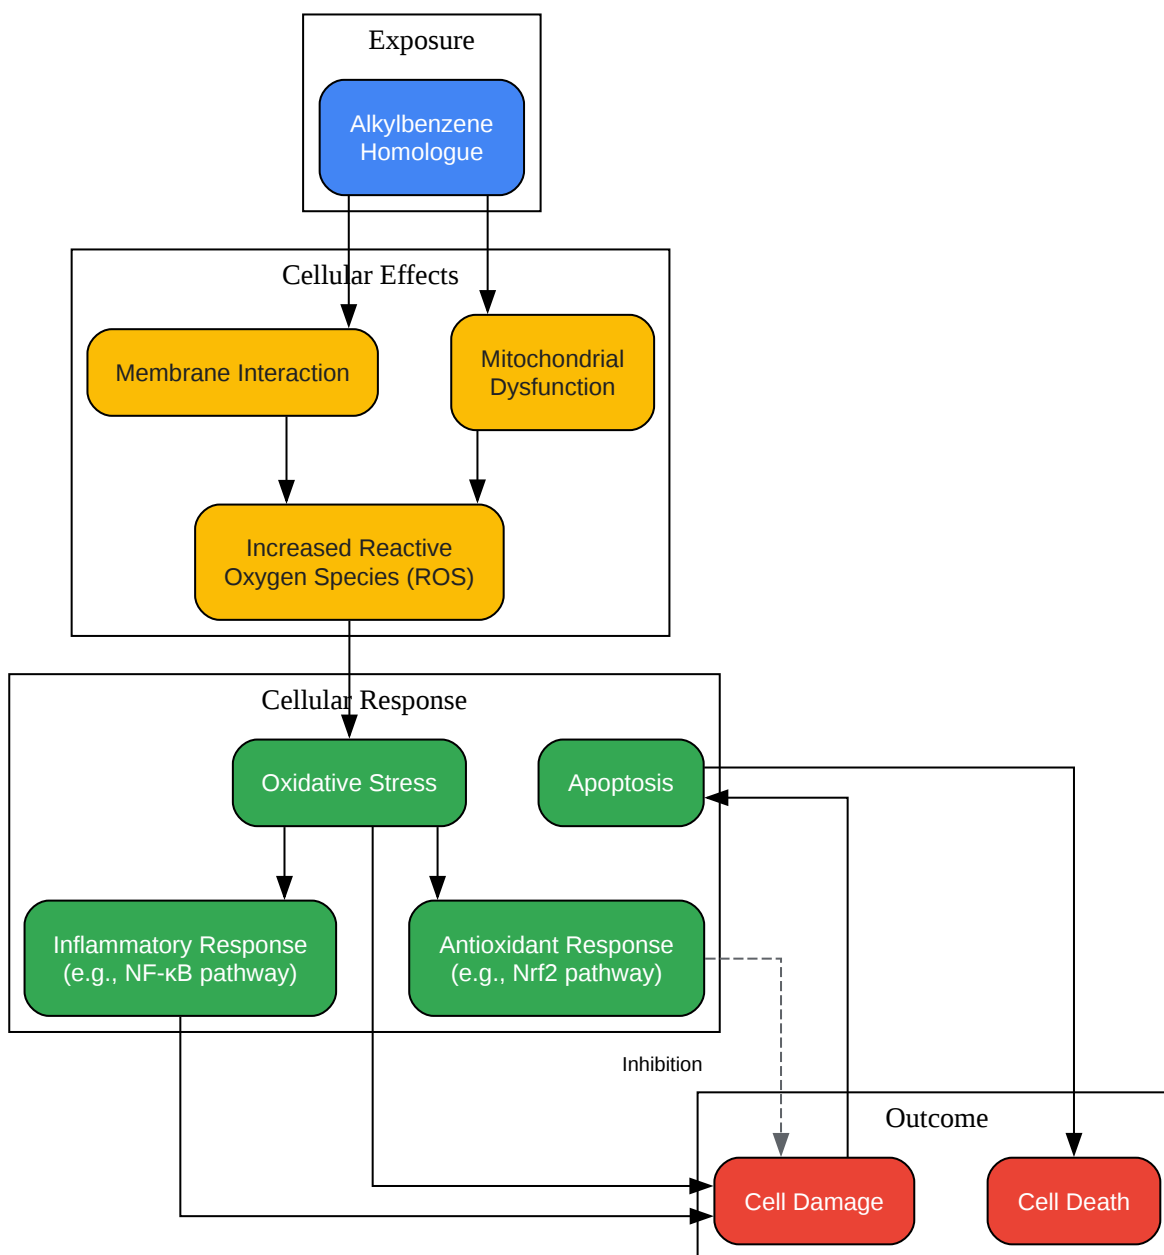 Exposure
Alkylbenzene
Homologue
Cellular Effects
Membrane Interaction
Mitochondrial
Dysfunction
Increased Reactive
Oxygen Species (ROS)
Cellular Response
Oxidative Stress
Apoptosis
Inflammatory Response
(e.g., NF-κB pathway)
Antioxidant Response
(e.g., Nrf2 pathway)
Inhibition
Outcome
Cell Damage
Cell Death